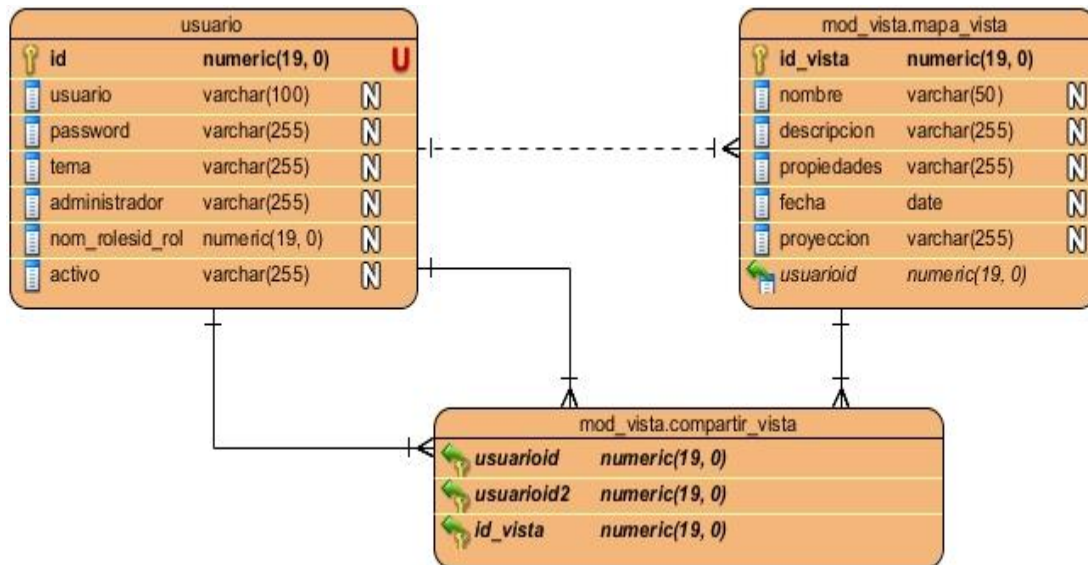 usuario
id numeric(19, 0) U
usuario varchar(100) N
password varchar(255) N
tema varchar(255) N
administrador varchar(255) N
nom_rolesid_rol numeric(19, 0) N
activo varchar(255) N
mod_vista.mapa_vista
id_vista numeric(19, 0)
nombre varchar(50) N
descripcion varchar(255) N
propiedades varchar(255) N
fecha date N
proyeccion varchar(255) N
usuarioid numeric(19, 0)
mod_vista.compartir_vista
usuarioid numeric(19, 0)
usuarioid2 numeric(19, 0)
id_vista numeric(19, 0)